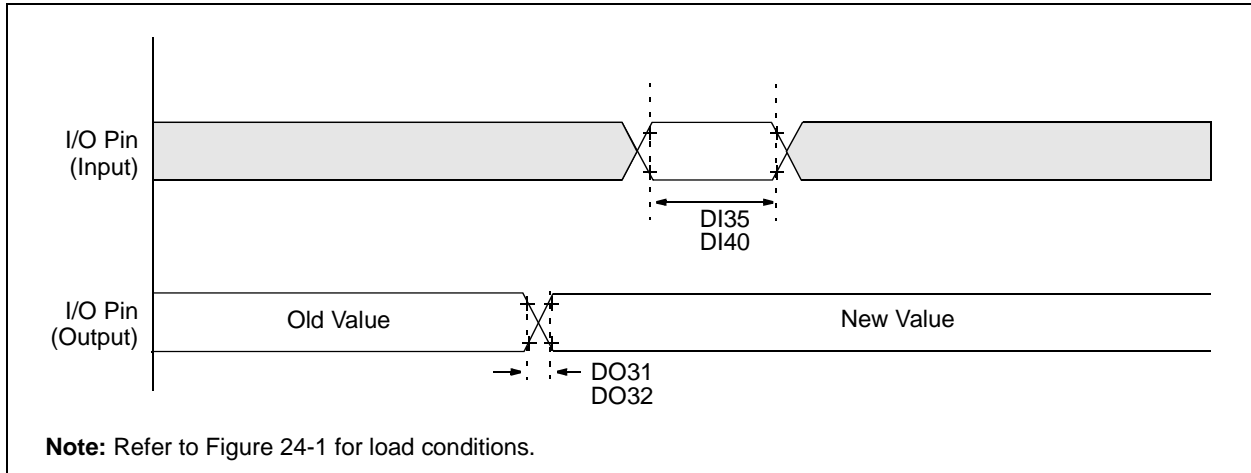 I/O Pin
(Input)
DI35
DI40
I/O Pin
(Output)
Old Value
New Value
DO31
DO32
Note: Refer to Figure 24-1 for load conditions.